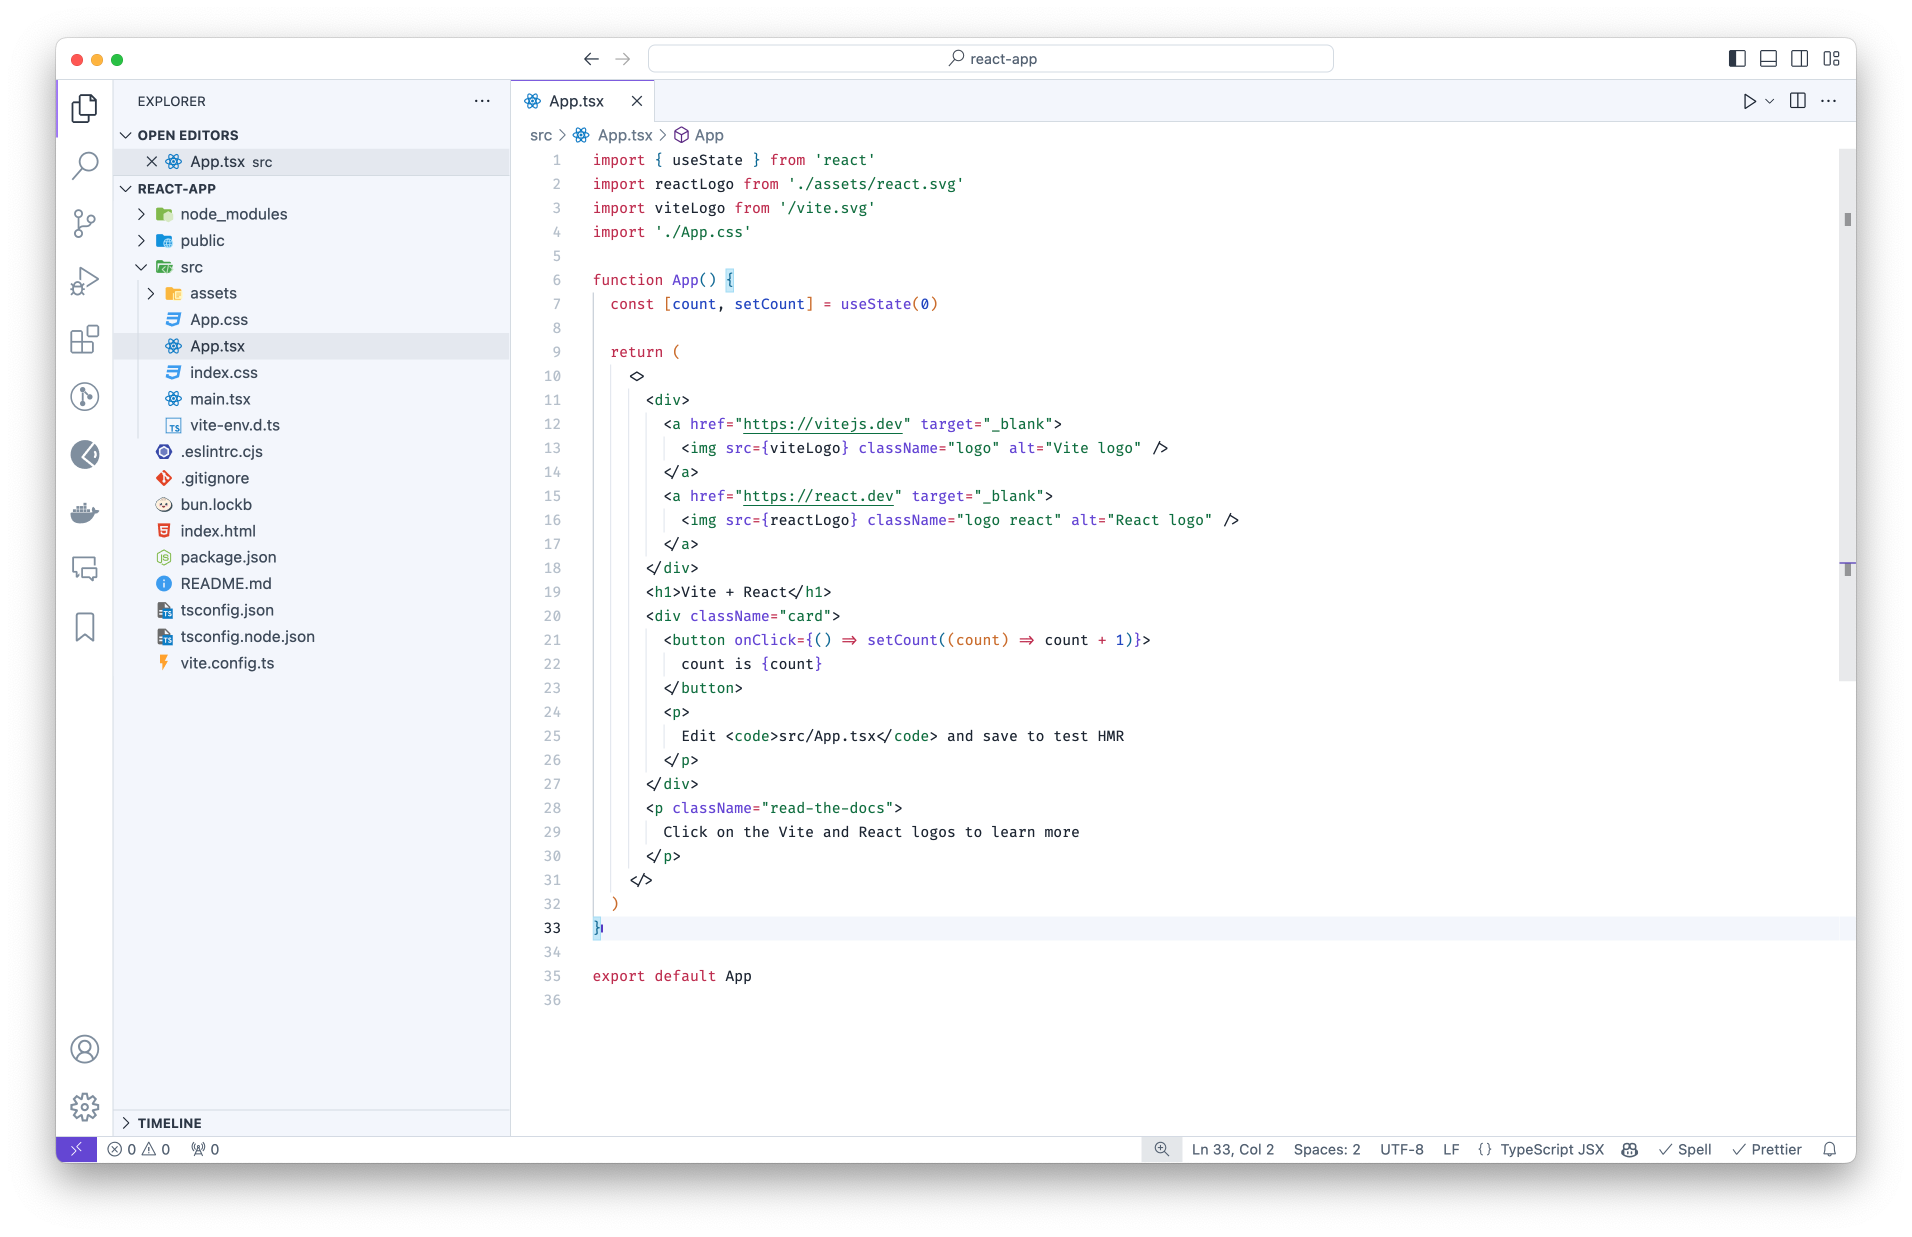 react-app
EXPLORER
OPEN EDITORS
App.tsx src
REACT-APP
node_modules
public
src
assets
App.css
App.tsx
index.css
main.tsx
vite-env.d.ts
.eslintrc.cjs
.gitignore
bun.lockb
index.html
package.json
README.md
tsconfig.json
tsconfig.node.json
vite.config.ts
TIMELINE
App.tsx
src > App.tsx > App
1 import { useState } from 'react'
2 import reactLogo from './assets/react.svg'
3 import viteLogo from '/vite.svg'
4 import './App.css'
5
6 function App() {
7   const [count, setCount] = useState(0)
8
9   return (
10     <>
11       <div>
12         <a href="https://vitejs.dev" target="_blank">
13           <img src={viteLogo} className="logo" alt="Vite logo" />
14         </a>
15         <a href="https://react.dev" target="_blank">
16           <img src={reactLogo} className="logo react" alt="React logo" />
17         </a>
18       </div>
19       <h1>Vite + React</h1>
20       <div className="card">
21         <button onClick={() => setCount((count) => count + 1)}>
22           count is {count}
23         </button>
24         <p>
25           Edit <code>src/App.tsx</code> and save to test HMR
26         </p>
27       </div>
28       <p className="read-the-docs">
29         Click on the Vite and React logos to learn more
30       </p>
31     </>
32   )
33 }
34
35 export default App
36
0 0 0 Ln 33, Col 2 Spaces: 2 UTF-8 LF {} TypeScript JSX Spell Prettier